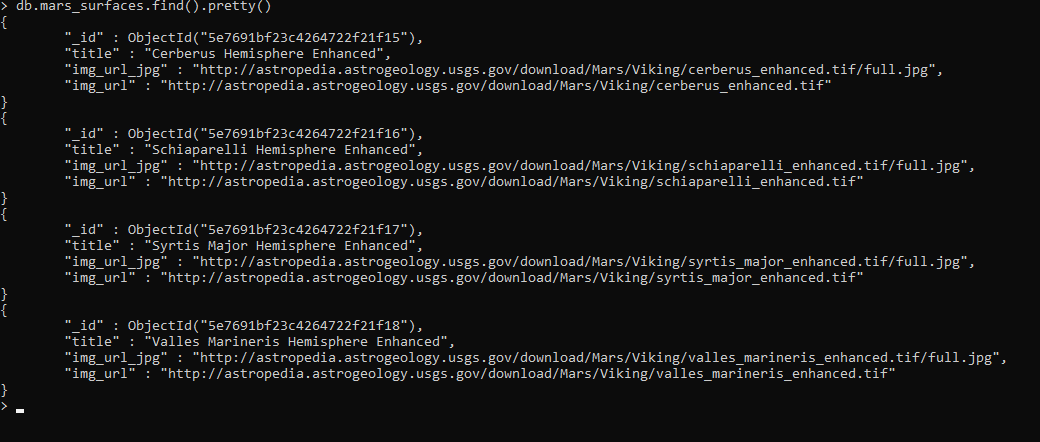 > db.mars_surfaces.find().pretty()
{
        "_id" : ObjectId("5e7691bf23c4264722f21f15"),
        "title" : "Cerberus Hemisphere Enhanced",
        "img_url_jpg" : "http://astropedia.astrogeology.usgs.gov/download/Mars/Viking/cerberus_enhanced.tif/full.jpg",
        "img_url" : "http://astropedia.astrogeology.usgs.gov/download/Mars/Viking/cerberus_enhanced.tif"
}
{
        "_id" : ObjectId("5e7691bf23c4264722f21f16"),
        "title" : "Schiaparelli Hemisphere Enhanced",
        "img_url_jpg" : "http://astropedia.astrogeology.usgs.gov/download/Mars/Viking/schiaparelli_enhanced.tif/full.jpg",
        "img_url" : "http://astropedia.astrogeology.usgs.gov/download/Mars/Viking/schiaparelli_enhanced.tif"
}
{
        "_id" : ObjectId("5e7691bf23c4264722f21f17"),
        "title" : "Syrtis Major Hemisphere Enhanced",
        "img_url_jpg" : "http://astropedia.astrogeology.usgs.gov/download/Mars/Viking/syrtis_major_enhanced.tif/full.jpg",
        "img_url" : "http://astropedia.astrogeology.usgs.gov/download/Mars/Viking/syrtis_major_enhanced.tif"
}
{
        "_id" : ObjectId("5e7691bf23c4264722f21f18"),
        "title" : "Valles Marineris Hemisphere Enhanced",
        "img_url_jpg" : "http://astropedia.astrogeology.usgs.gov/download/Mars/Viking/valles_marineris_enhanced.tif/full.jpg",
        "img_url" : "http://astropedia.astrogeology.usgs.gov/download/Mars/Viking/valles_marineris_enhanced.tif"
}
>